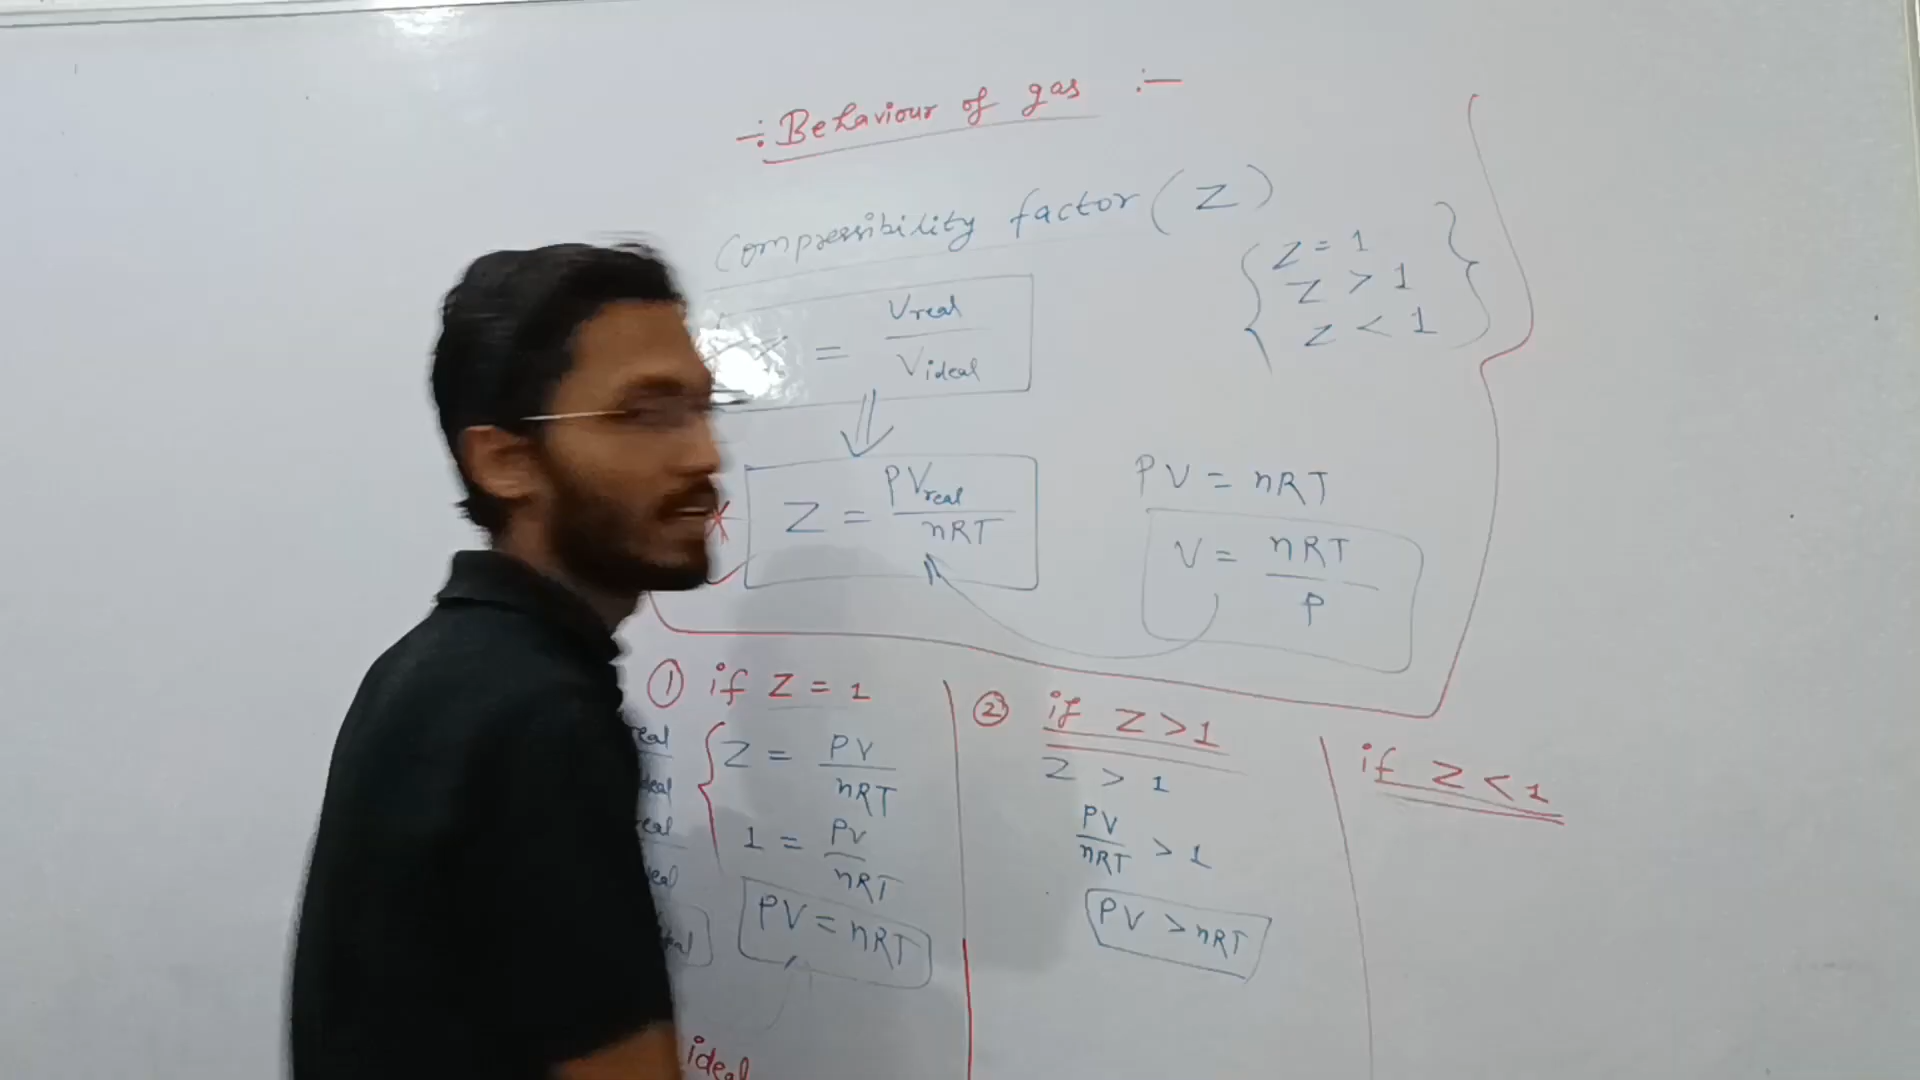 ÷ Behaviour of gas :-
Compressibility factor (Z)
Z = 1
Z > 1
Z < 1
= Vreal / Videal
Z = PVreal / nRT
PV = nRT
V = nRT / P
① if Z = 1
Z = PV / nRT
1 = PV / nRT
PV = nRT
ideal
② if Z > 1
Z > 1
PV / nRT > 1
PV > nRT
if Z < 1